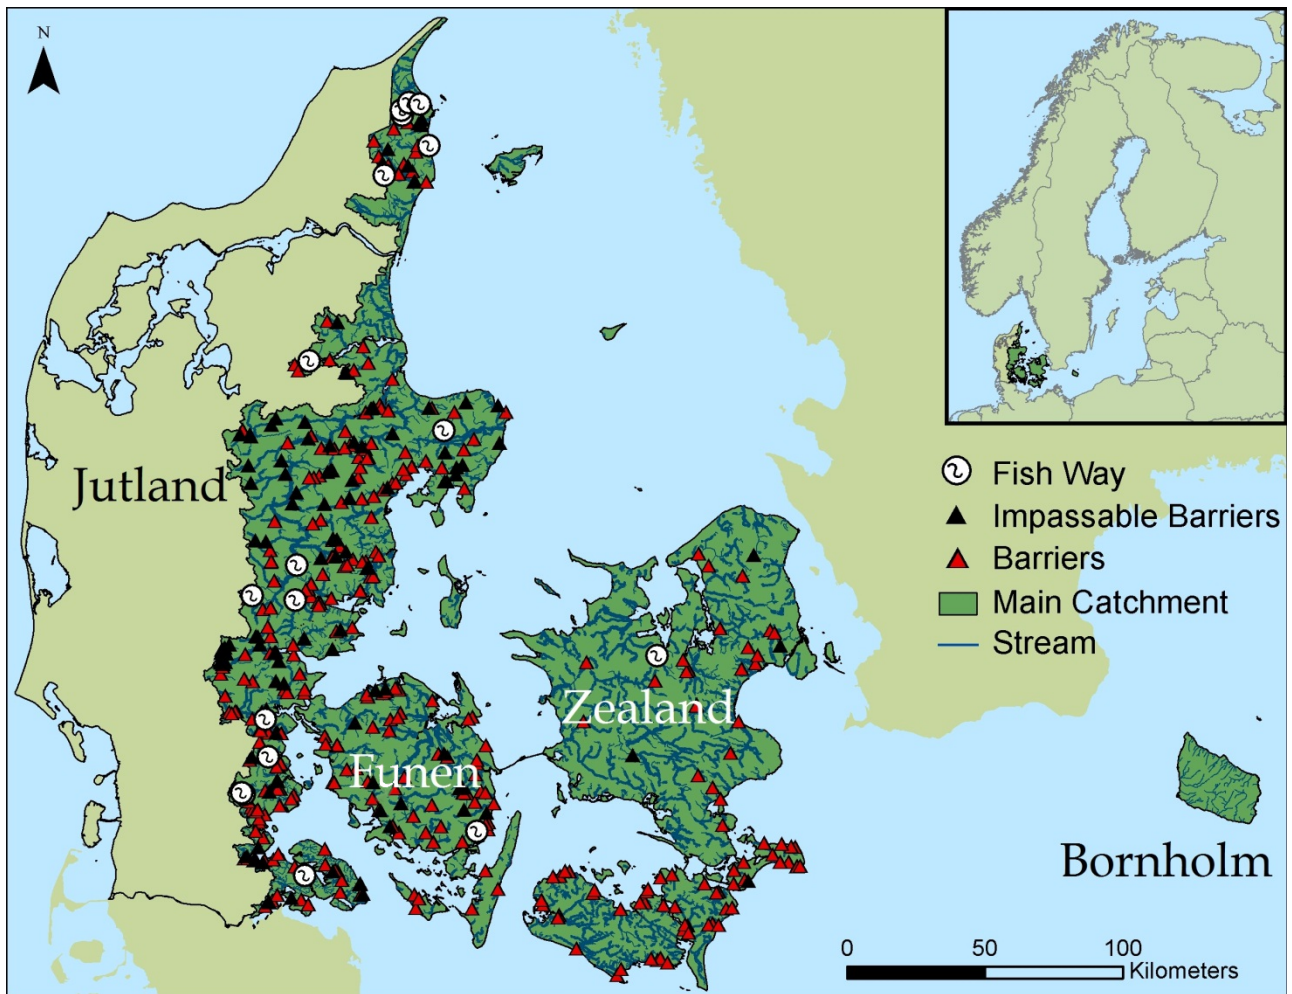 N
Jutland
Fish Way
Impassable Barriers
Barriers
Main Catchment
Stream
Zealand
Funen
Bornholm
0 50 100
Kilometers